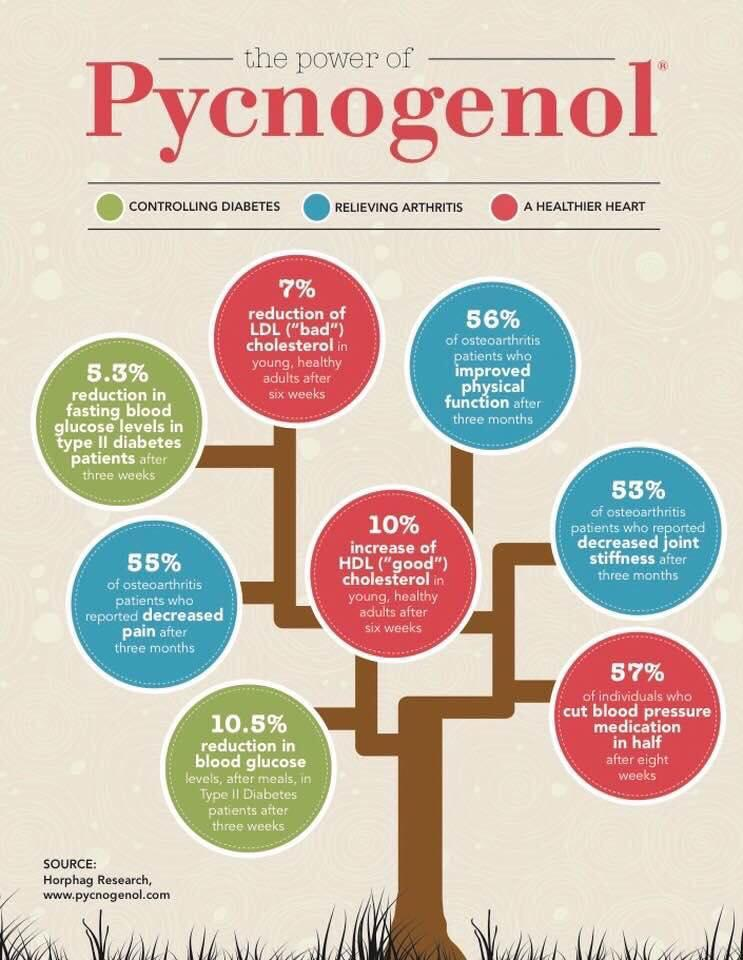 the power of
Pycnogenol®
CONTROLLING DIABETES
RELIEVING ARTHRITIS
A HEALTHIER HEART
7%
reduction of
LDL ("bad")
cholesterol in
young, healthy
adults after
six weeks
56%
of osteoarthritis
patients who
improved
physical
function after
three months
5.3%
reduction in
fasting blood
glucose levels in
type II diabetes
patients after
three weeks
53%
of osteoarthritis
patients who reported
decreased joint
stiffness after
three months
10%
increase of
HDL ("good")
cholesterol in
young, healthy
adults after
six weeks
55%
of osteoarthritis
patients who
reported decreased
pain after
three months
57%
of individuals who
cut blood pressure
medication
in half
after eight
weeks
10.5%
reduction in
blood glucose
levels, after meals, in
Type II Diabetes
patients after
three weeks
SOURCE:
Horphag Research,
www.pycnogenol.com